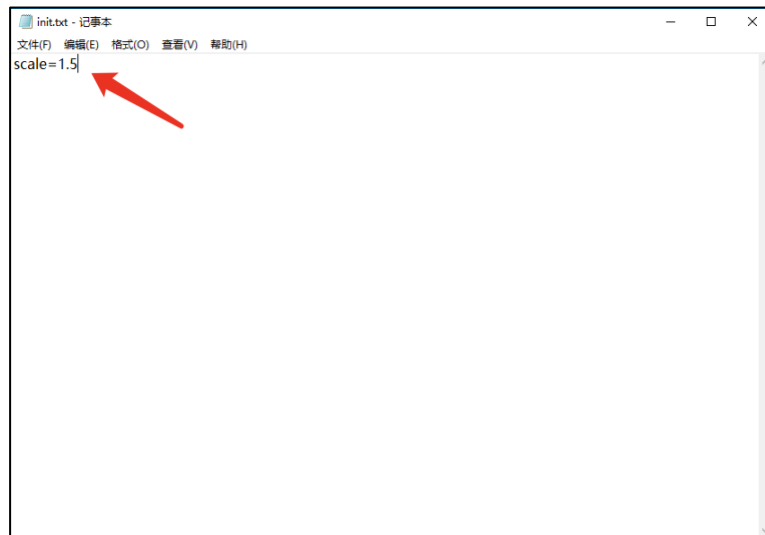 init.txt - 记事本
文件(F) 编辑(E) 格式(O) 查看(V) 帮助(H)
scale=1.5